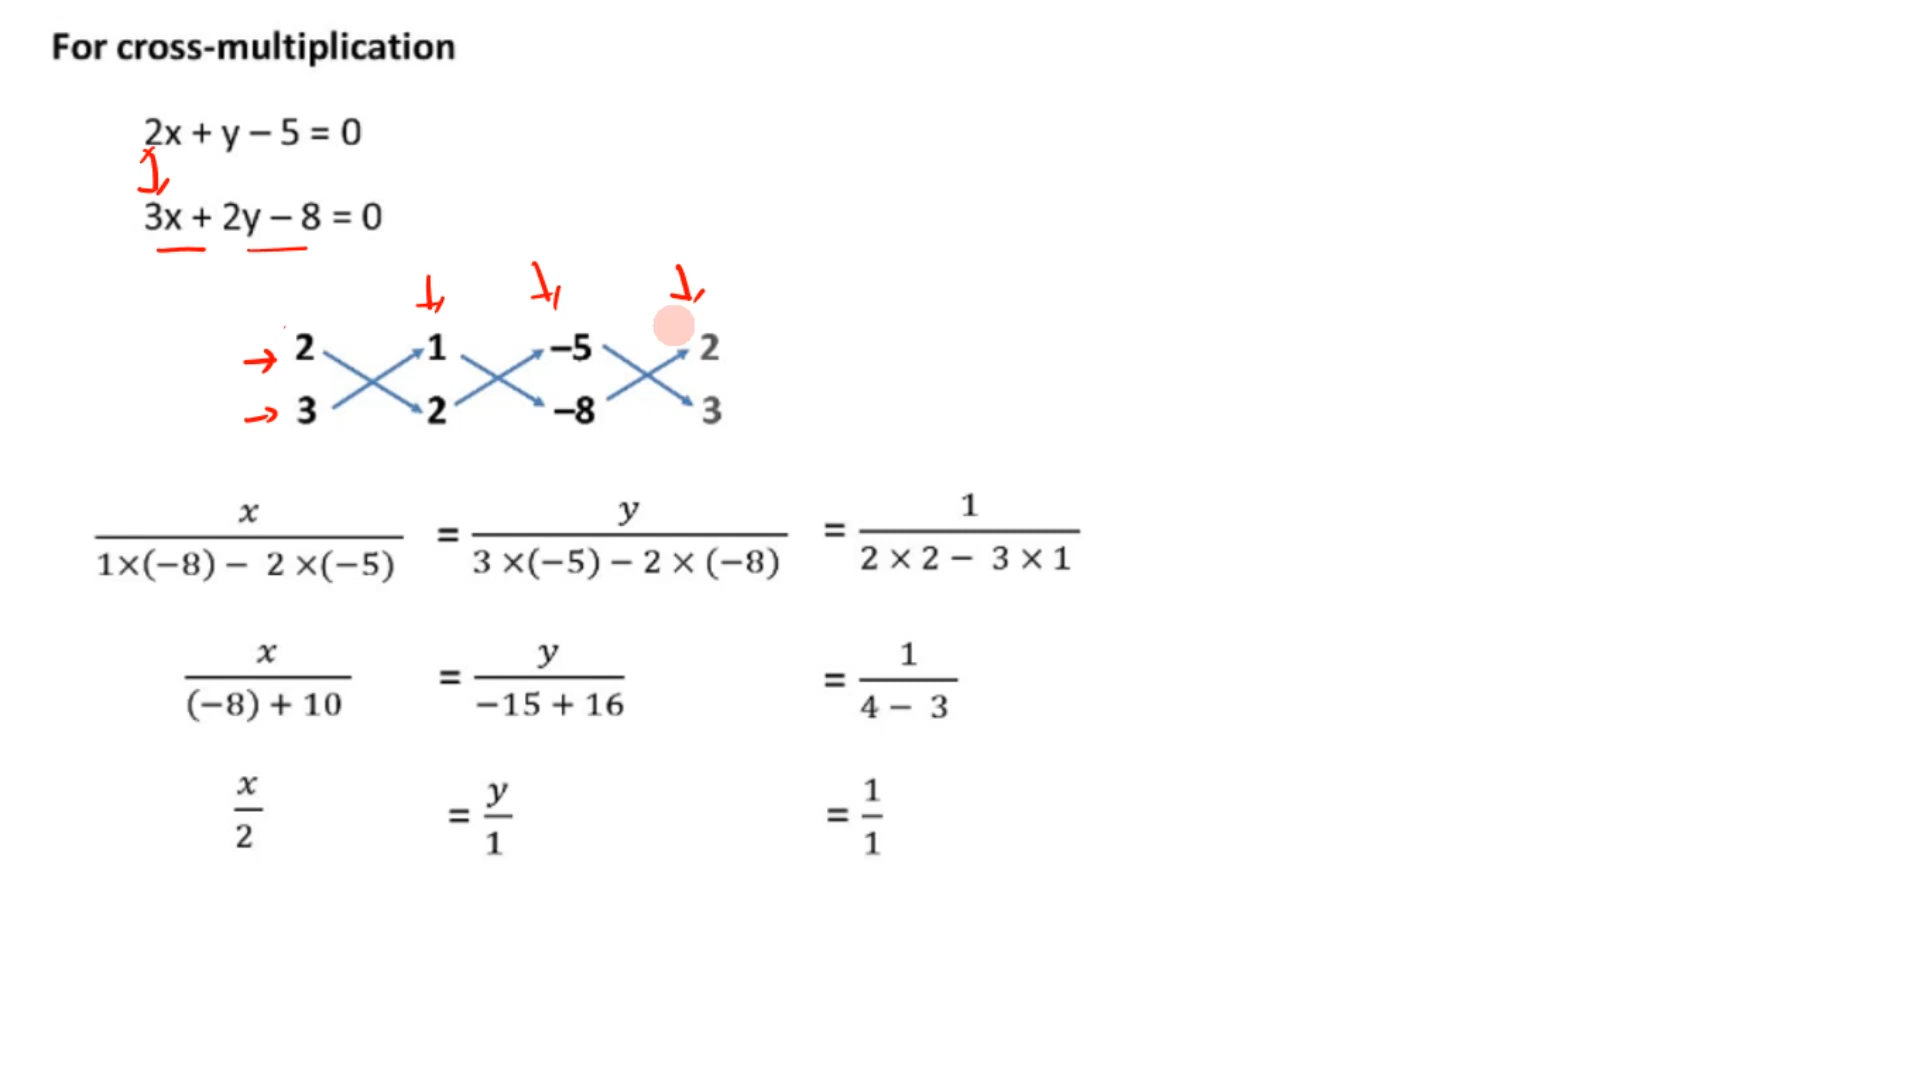 For cross-multiplication
2x + y – 5 = 0
3x + 2y – 8 = 0
2 1 –5 2
3 2 –8 3
x/(1×(−8) − 2 ×(−5)) = y/(3 ×(−5) − 2 × (−8)) = 1/(2 × 2 − 3 × 1)
x/((−8) + 10) = y/(−15 + 16) = 1/(4 − 3)
x/2 = y/1 = 1/1